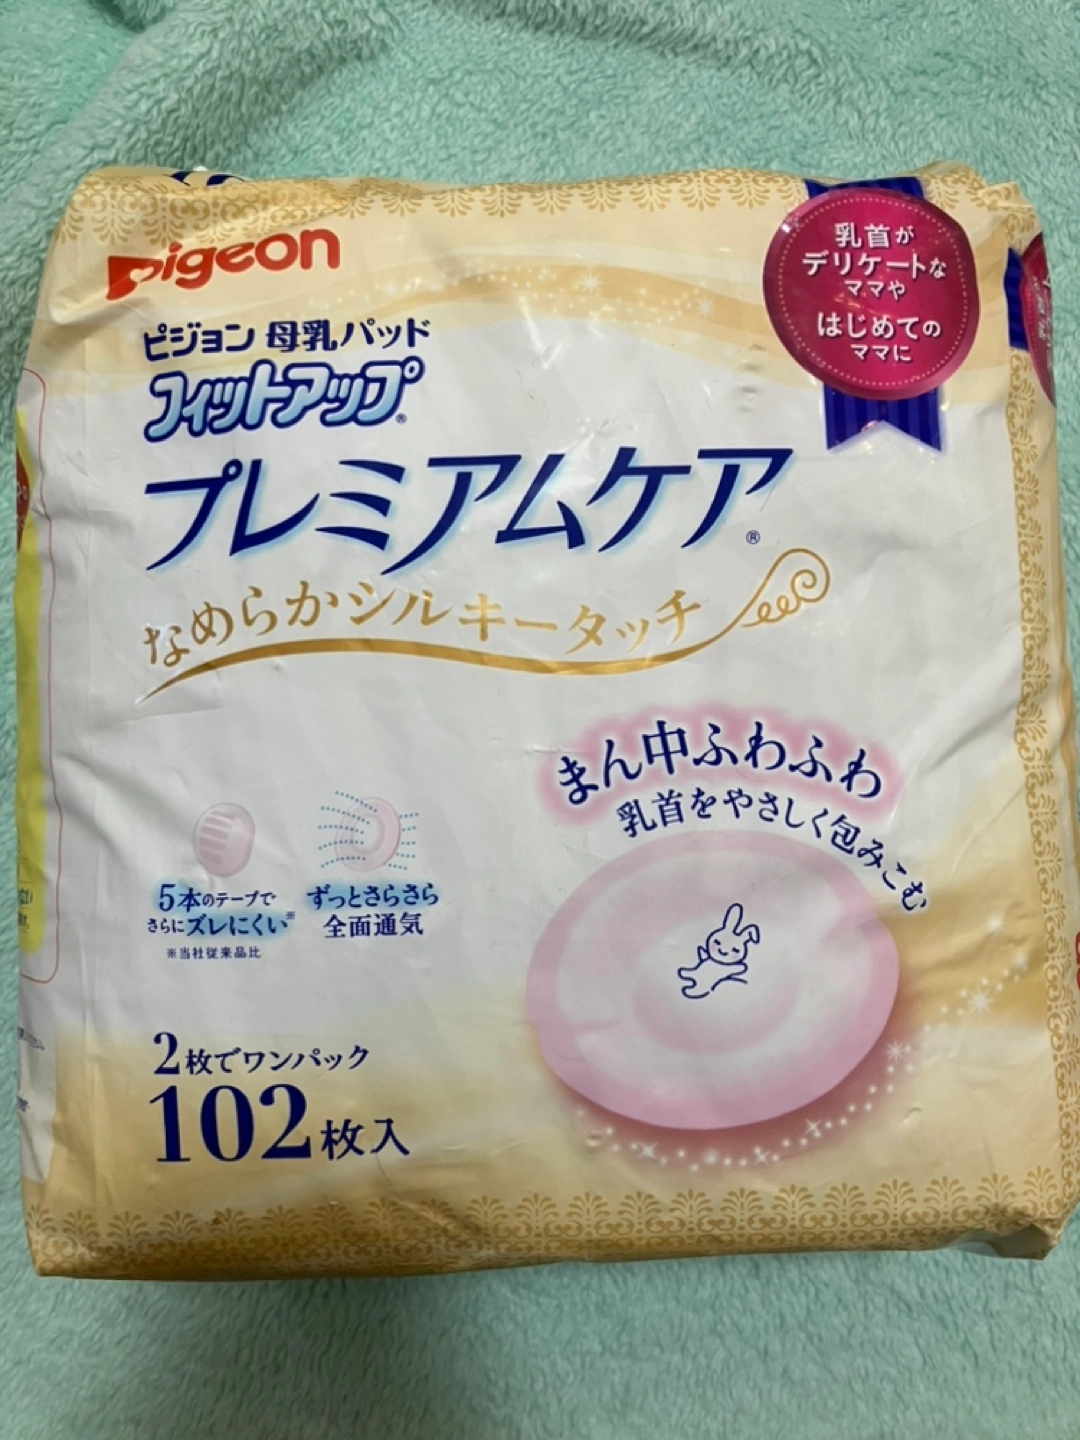 Pigeon
ピジョン 母乳パッド
フィットアップ®
プレミアムケア®
なめらかシルキータッチ
乳首が
デリケートな
ママや
はじめての
ママに
まん中ふわふわ
乳首をやさしく包みこむ
5本のテープで
さらにズレにくい※
※当社従来品比
ずっとさらさら
全面通気
2枚でワンパック
102枚入